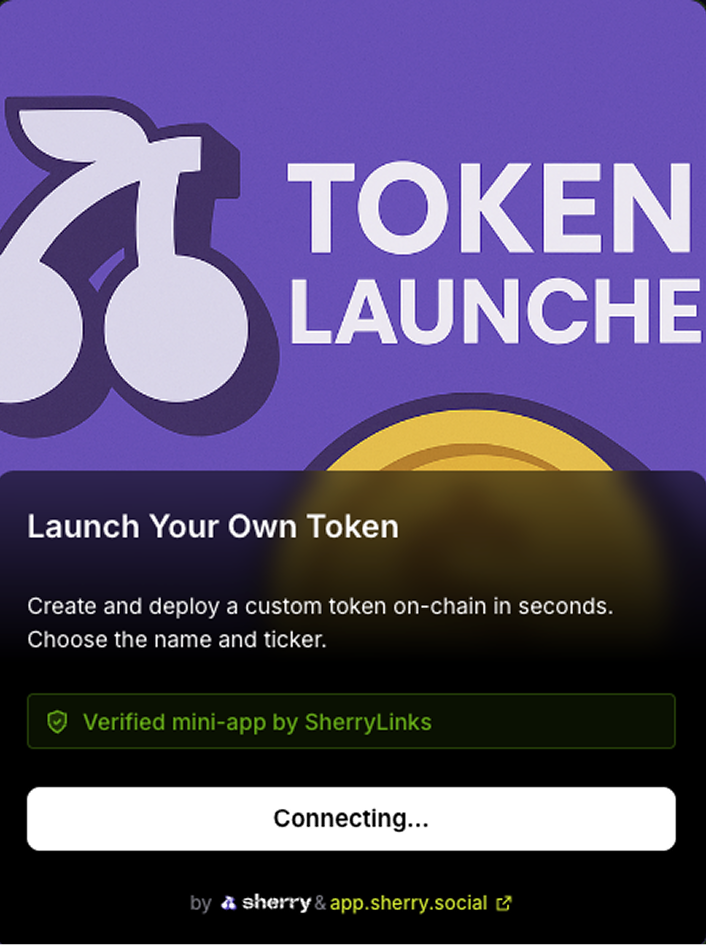 TOKEN
LAUNCHE
Launch Your Own Token
Create and deploy a custom token on-chain in seconds.
Choose the name and ticker.
Verified mini-app by SherryLinks
Connecting...
by sherry & app.sherry.social